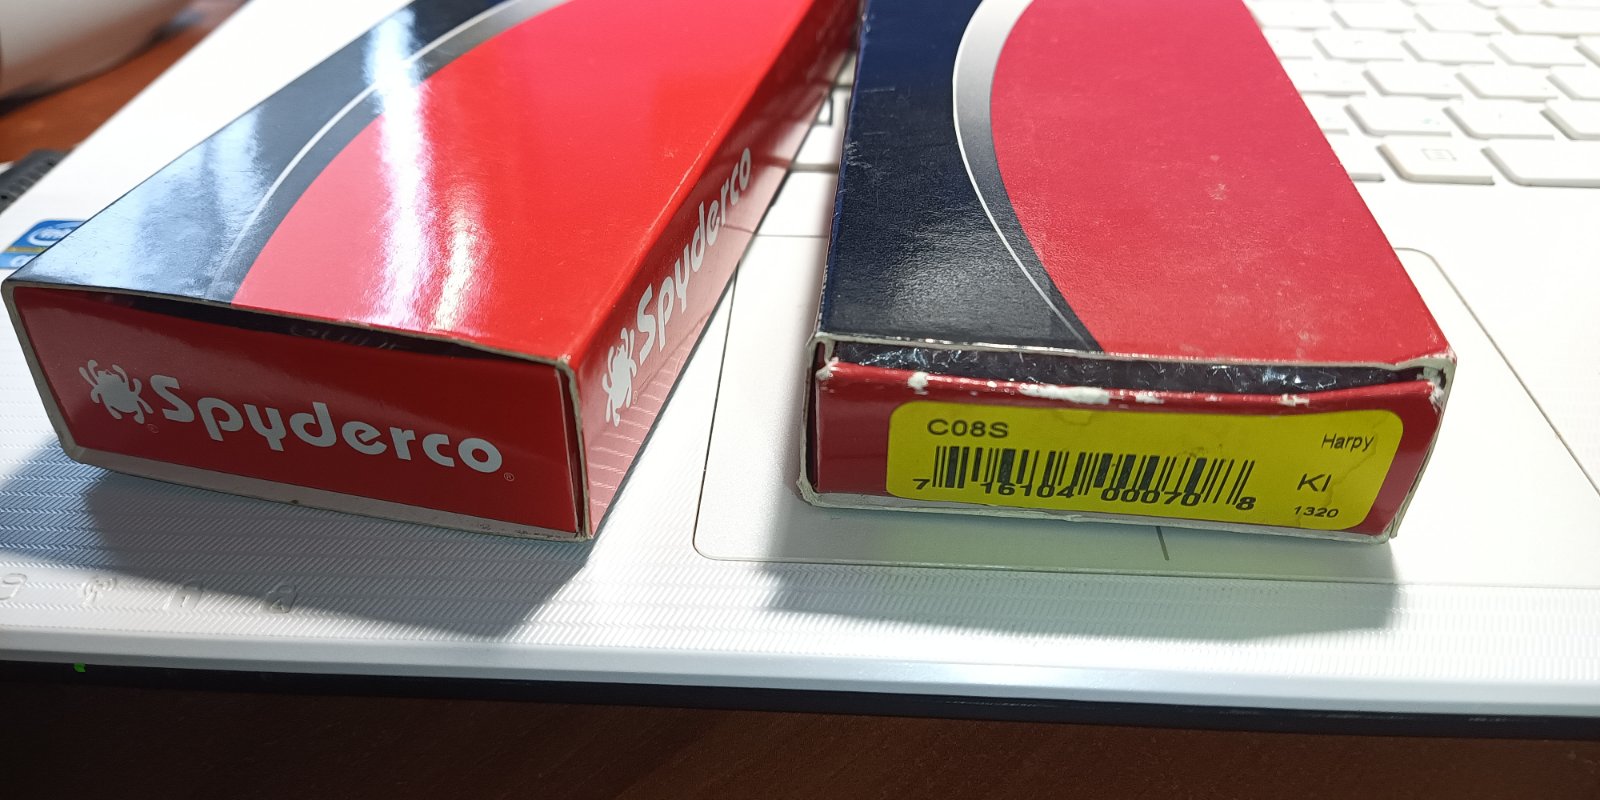 Spyderco
Spyderco
C08S
Harpy
7 16104 00070 8
KI
1320